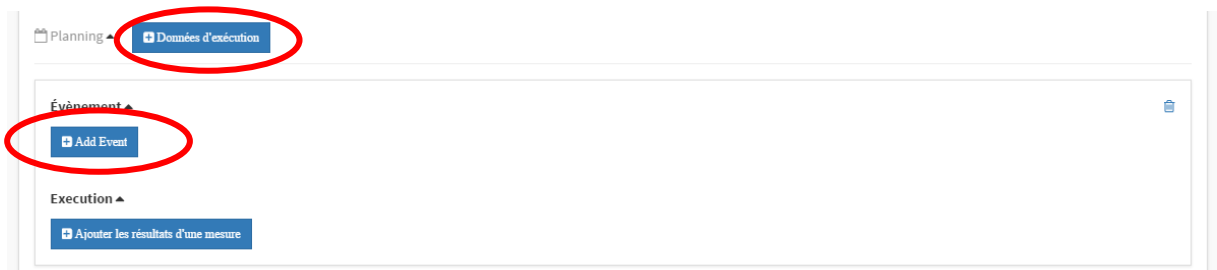 Planning Données d'exécution
Évènement
Add Event
Execution
Ajouter les résultats d'une mesure